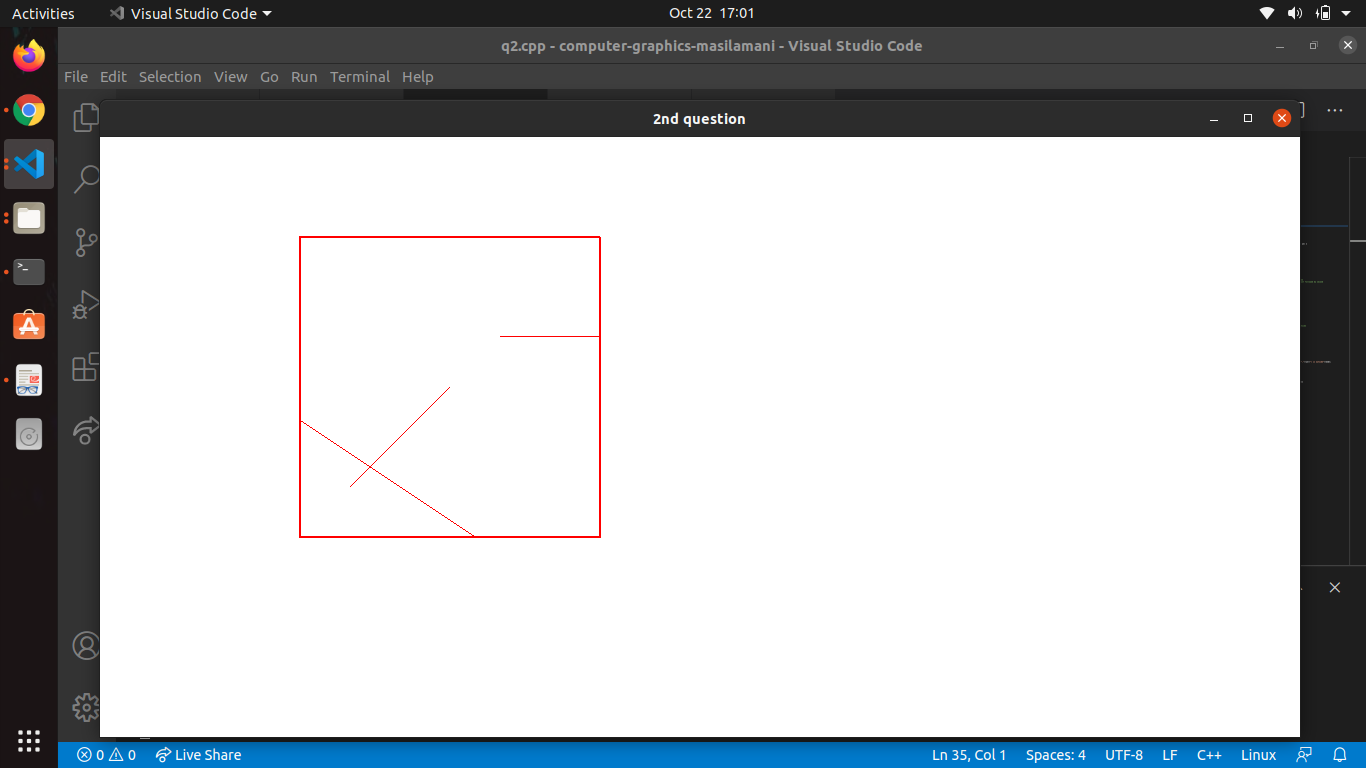 Activities Visual Studio Code Oct 22 17:01
q2.cpp - computer-graphics-masilamani - Visual Studio Code
File Edit Selection View Go Run Terminal Help
2nd question
0 0 Live Share Ln 35, Col 1 Spaces: 4 UTF-8 LF C++ Linux